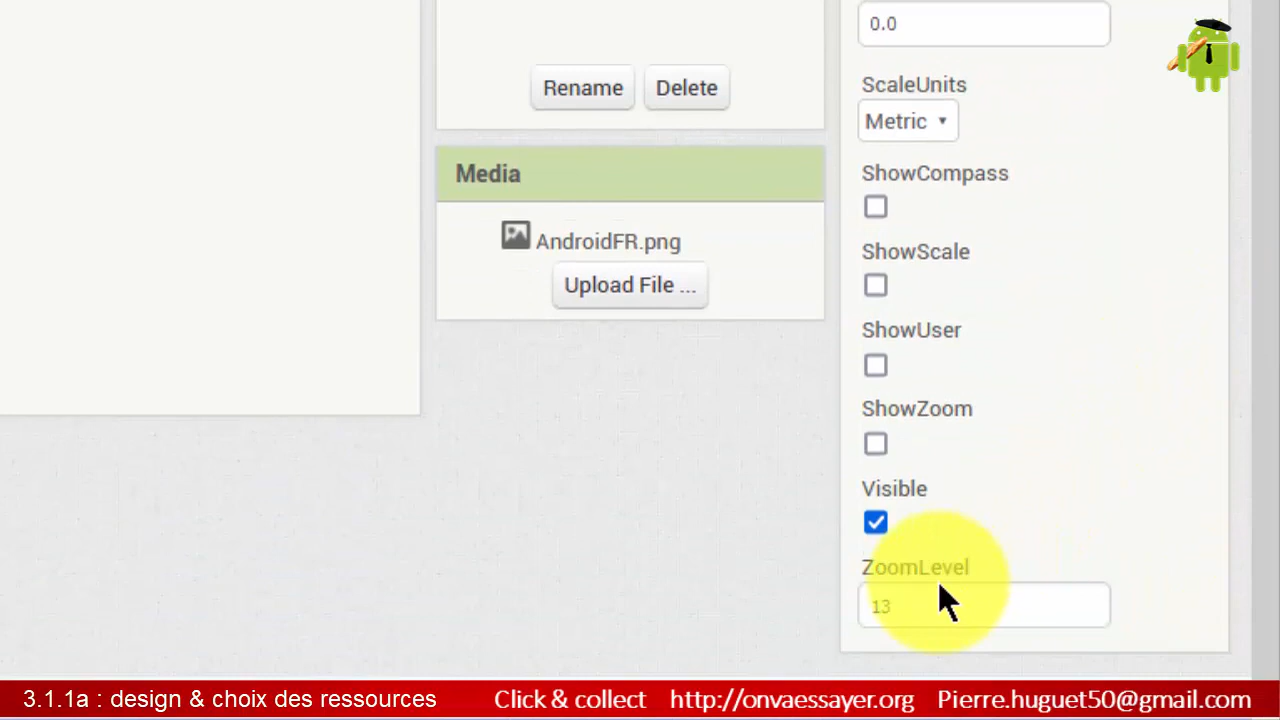 0.0
Rename Delete
ScaleUnits
Metric
Media
ShowCompass
AndroidFR.png
ShowScale
Upload File ...
ShowUser
ShowZoom
Visible
ZoomLevel
13
3.1.1a : design & choix des ressources Click & collect http://onvaessayer.org Pierre.huguet50@gmail.com